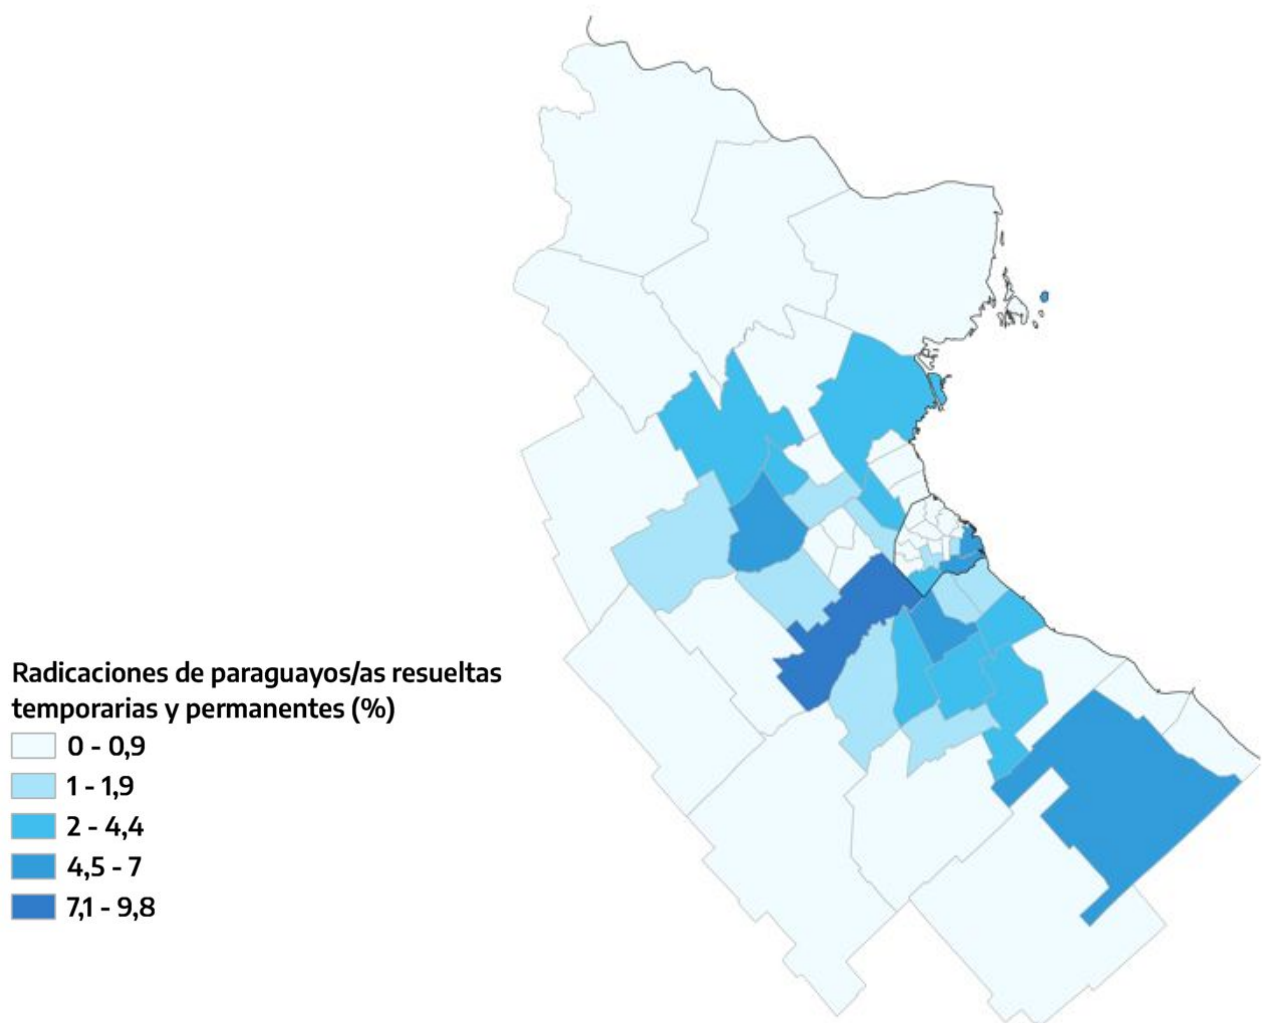 Radicaciones de paraguayos/as resueltas
temporarias y permanentes (%)
0 - 0,9
1 - 1,9
2 - 4,4
4,5 - 7
7,1 - 9,8